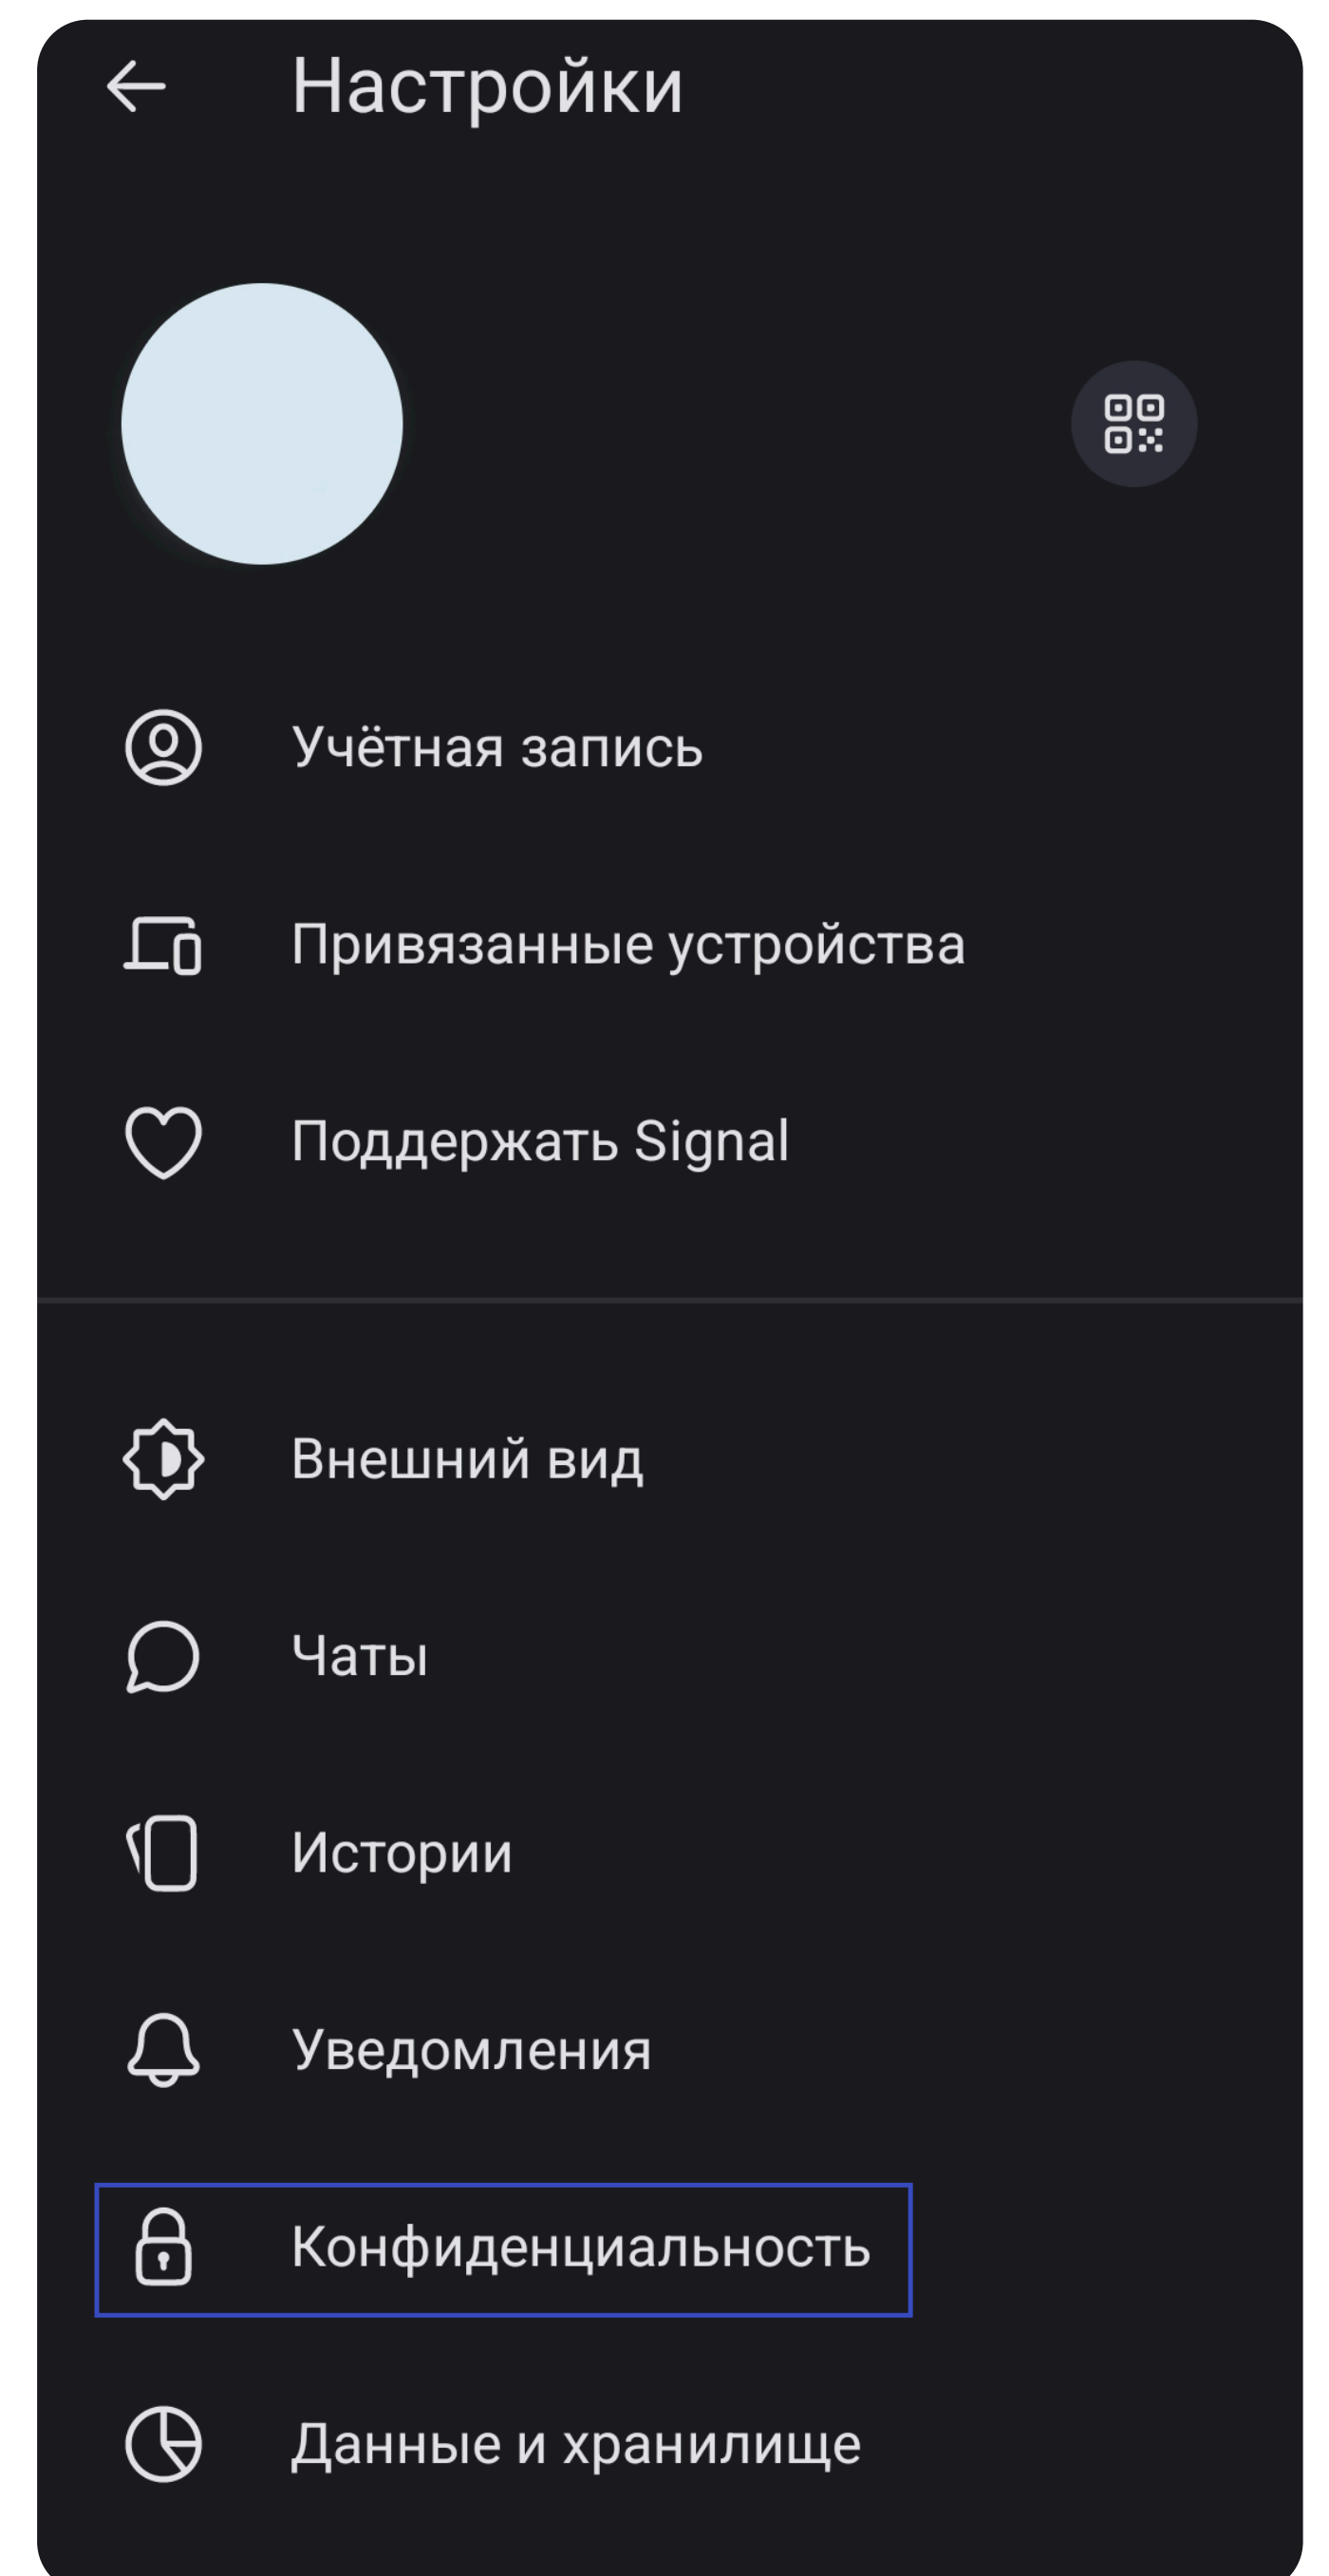 Настройки
Учётная запись
Привязанные устройства
Поддержать Signal
Внешний вид
Чаты
Истории
Уведомления
Конфиденциальность
Данные и хранилище